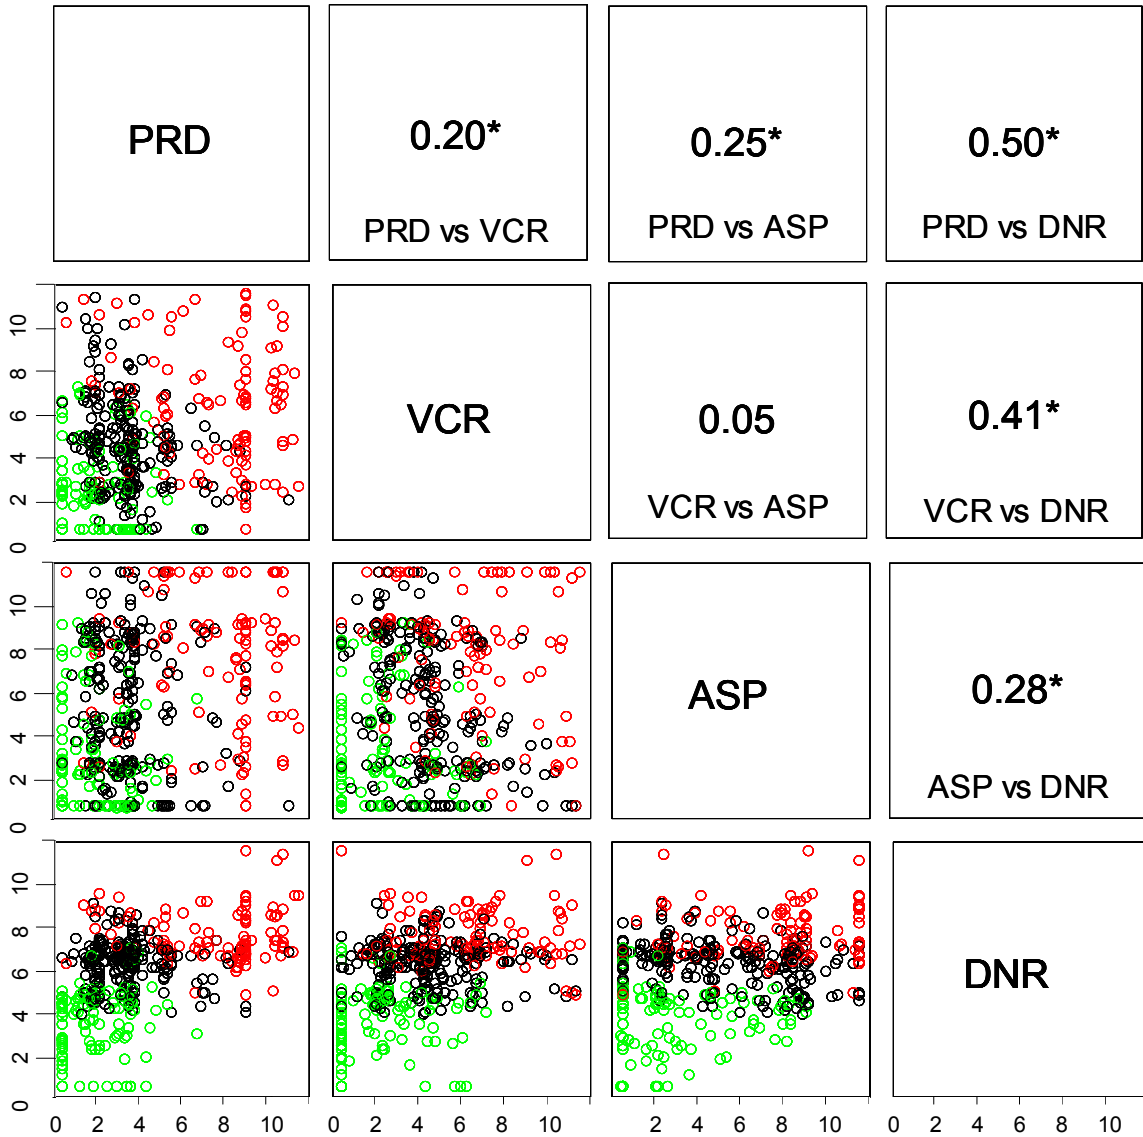 PRD
0.20*
0.25*
0.50*
PRD vs VCR
PRD vs ASP
PRD vs DNR
0 2 4 6 8 10
VCR
0.05
0.41*
VCR vs ASP
VCR vs DNR
0 2 4 6 8 10
ASP
0.28*
ASP vs DNR
0 2 4 6 8 10
DNR
0 2 4 6 8 10
0 2 4 6 8 10
0 2 4 6 8 10
2 4 6 8 10